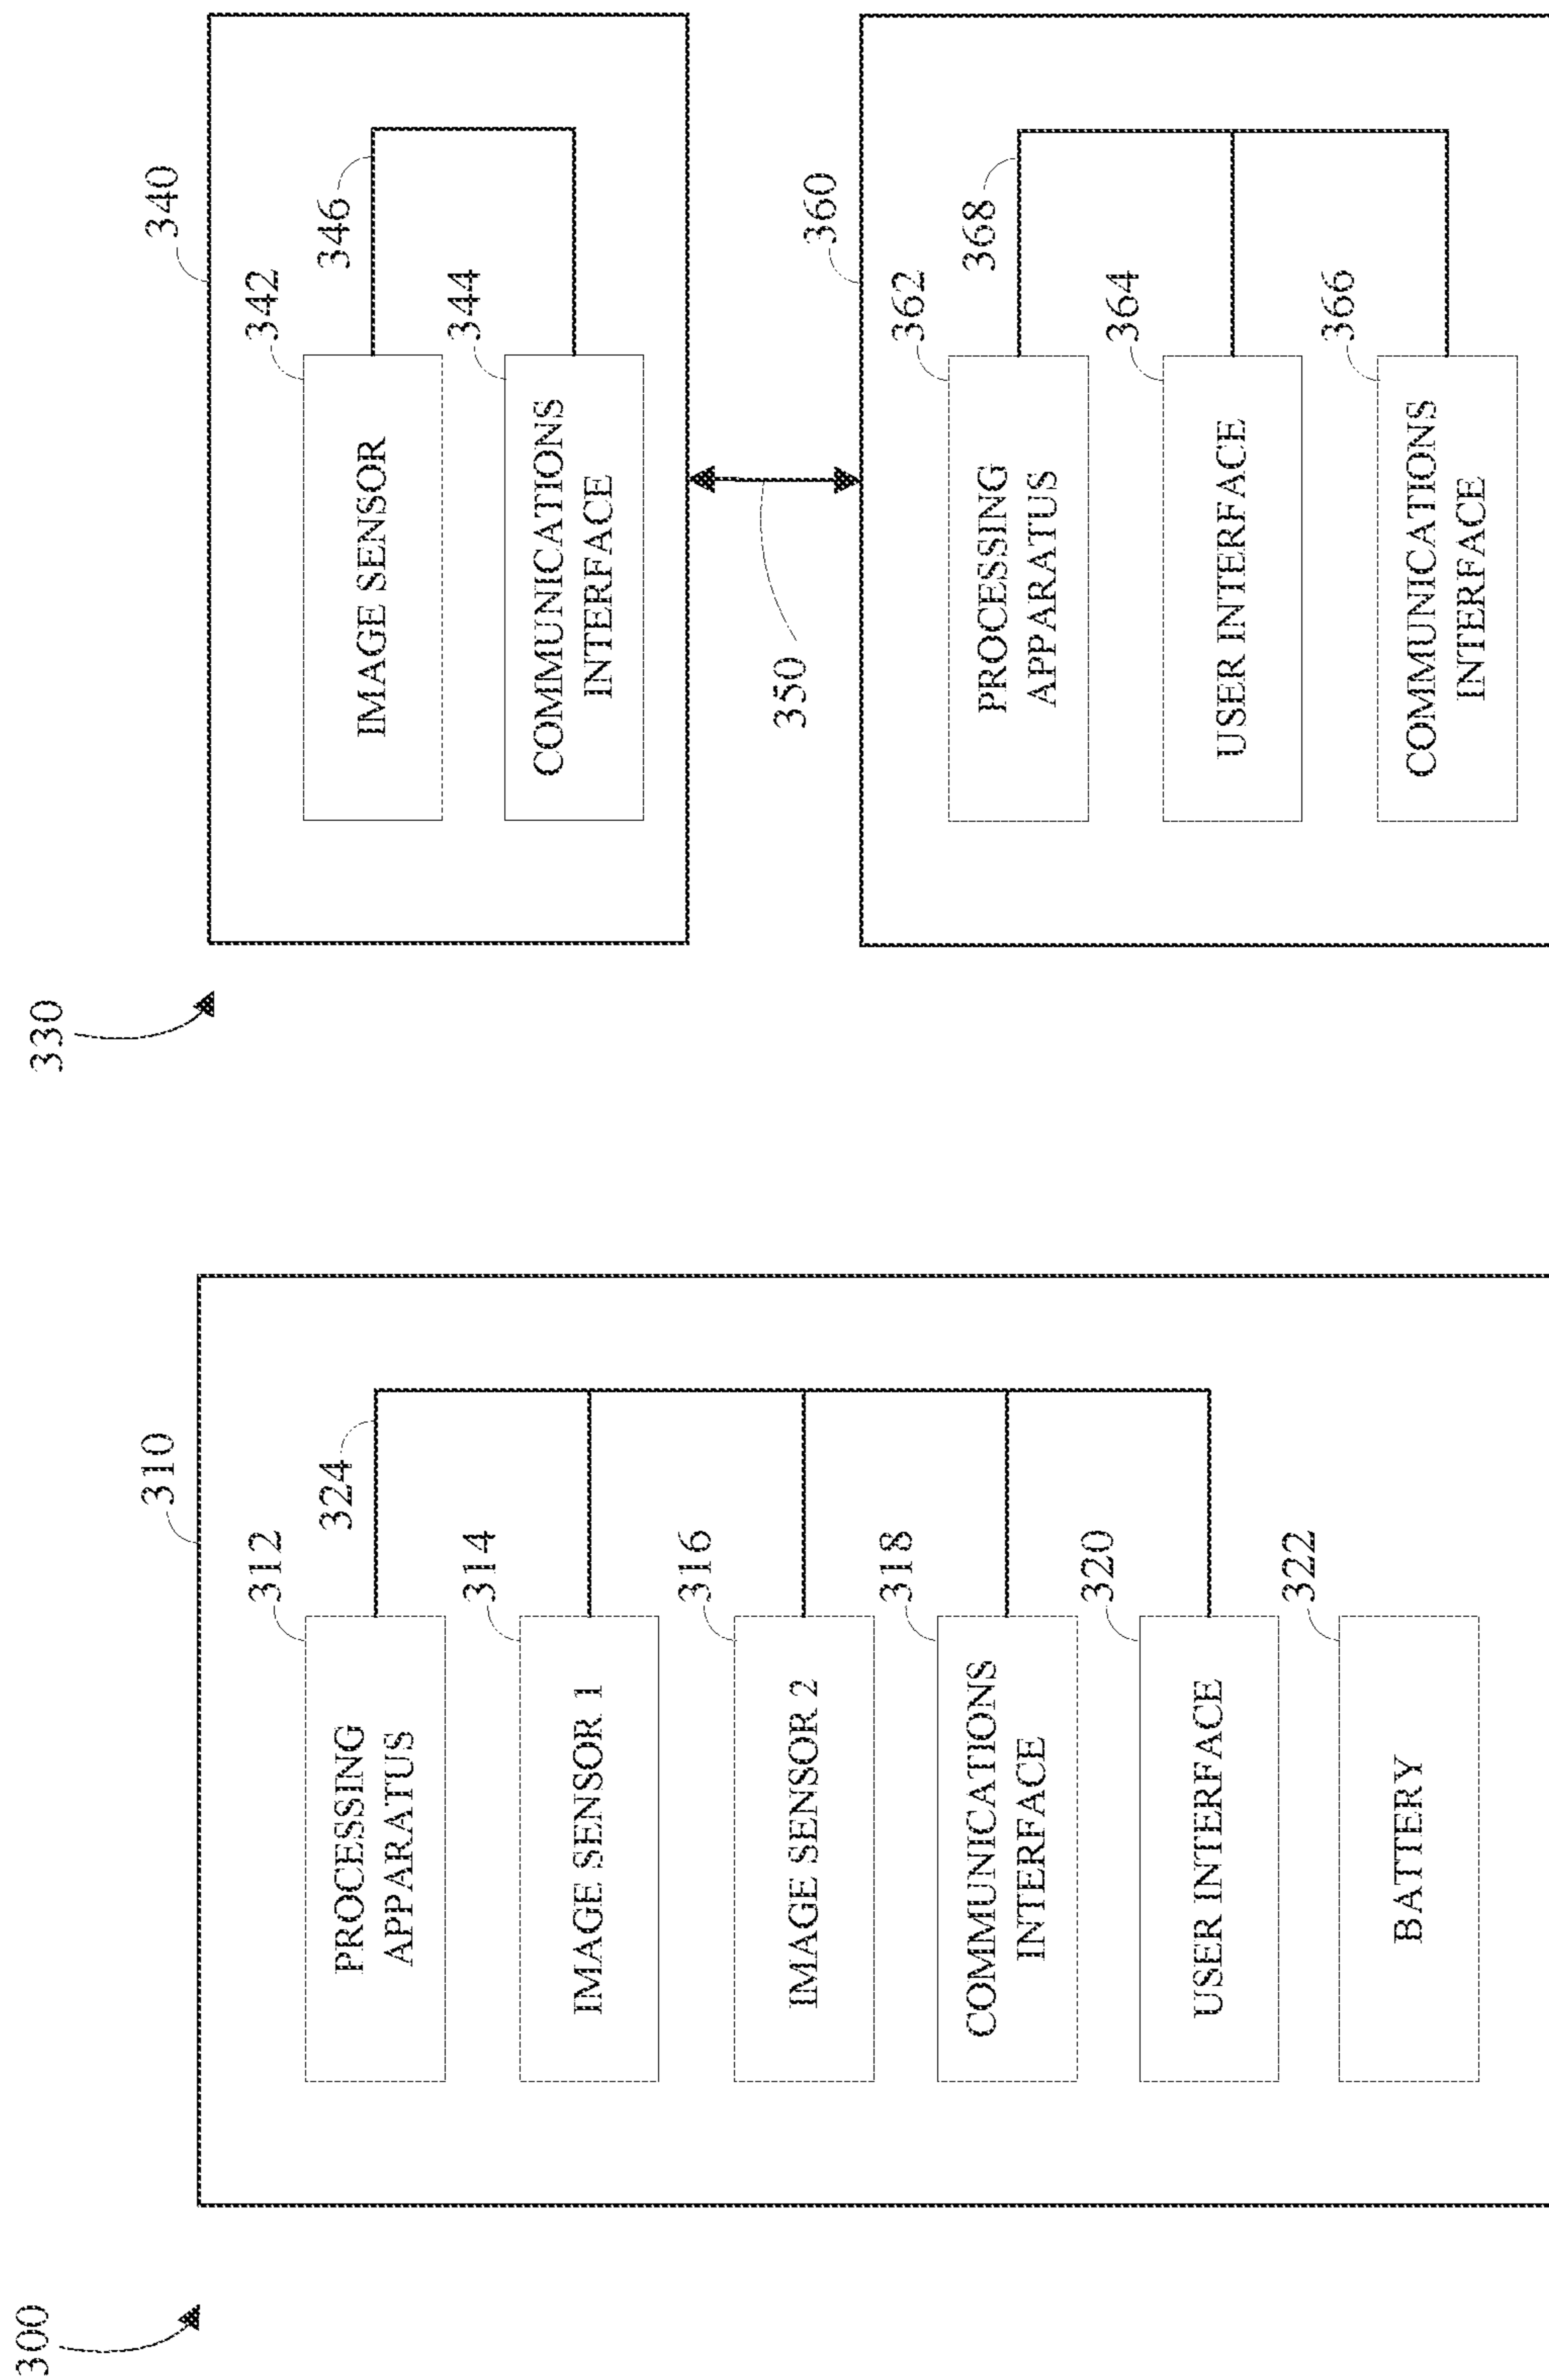 300
310
312
PROCESSING
APPARATUS
324
314
IMAGE SENSOR 1
316
IMAGE SENSOR 2
318
COMMUNICATIONS
INTERFACE
320
USER INTERFACE
322
BATTERY
330
340
342
IMAGE SENSOR
346
344
COMMUNICATIONS
INTERFACE
350
360
362
PROCESSING
APPARATUS
368
364
USER INTERFACE
366
COMMUNICATIONS
INTERFACE